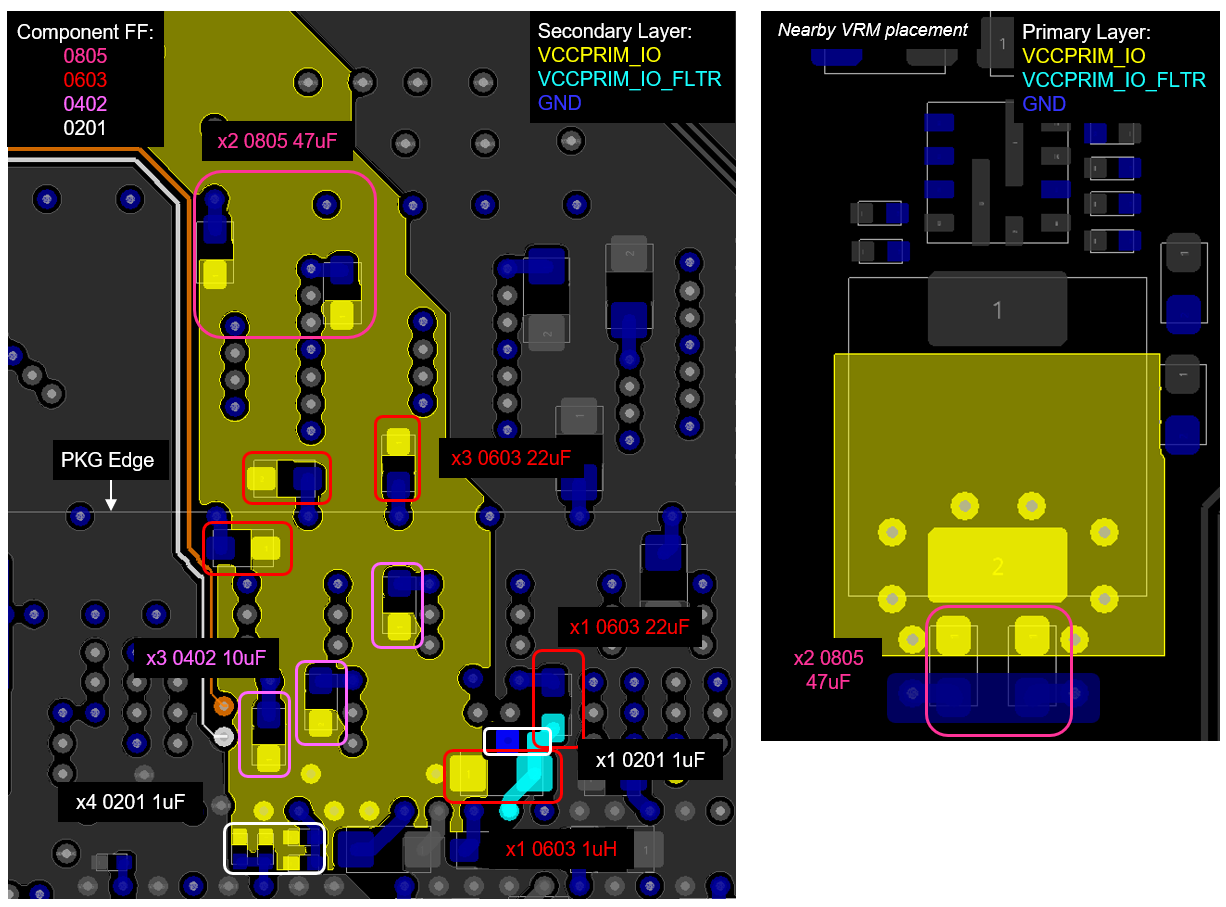 Component FF:
0805
0603
0402
0201
Secondary Layer:
VCCPRIM_IO
VCCPRIM_IO_FLTR
GND
x2 0805 47uF
PKG Edge
x3 0603 22uF
x1 0603 22uF
x3 0402 10uF
x1 0201 1uF
x4 0201 1uF
x1 0603 1uH
2
2
1
1
Nearby VRM placement
Primary Layer:
VCCPRIM_IO
VCCPRIM_IO_FLTR
GND
1
1
1
1
2
x2 0805
47uF